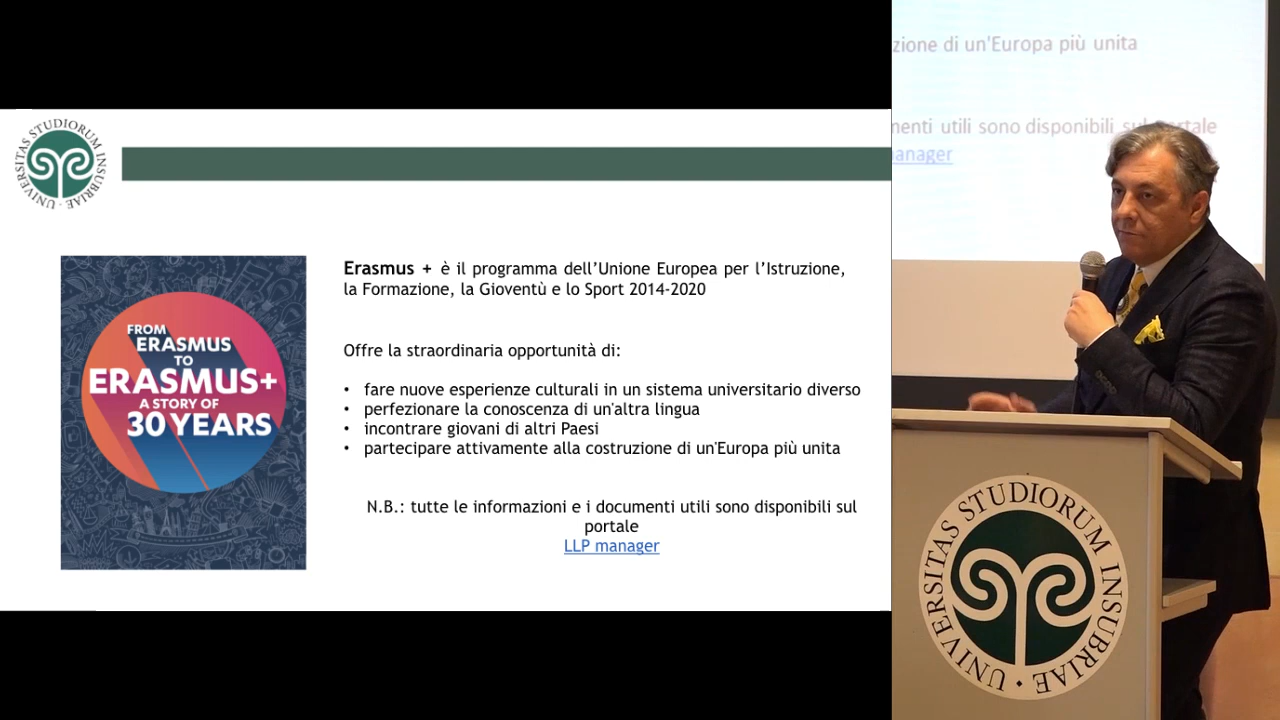 UNIVERSITAS STUDIORUM INSUBRIAE
FROM
ERASMUS
TO
ERASMUS+
A STORY OF
30 YEARS
Erasmus + è il programma dell’Unione Europea per l’Istruzione,
la Formazione, la Gioventù e lo Sport 2014-2020
Offre la straordinaria opportunità di:
• fare nuove esperienze culturali in un sistema universitario diverso
• perfezionare la conoscenza di un'altra lingua
• incontrare giovani di altri Paesi
• partecipare attivamente alla costruzione di un'Europa più unita
N.B.: tutte le informazioni e i documenti utili sono disponibili sul
portale
LLP manager
zione di un'Europa più unita
menti utili sono disponibili sul portale
anager
UNIVERSITAS STUDIORUM INSUBRIAE